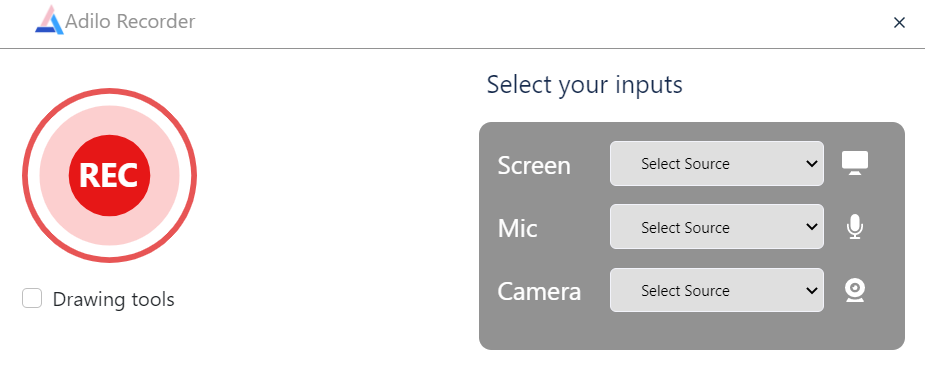 Adilo Recorder
REC
Drawing tools
Select your inputs
Screen Select Source
Mic Select Source
Camera Select Source